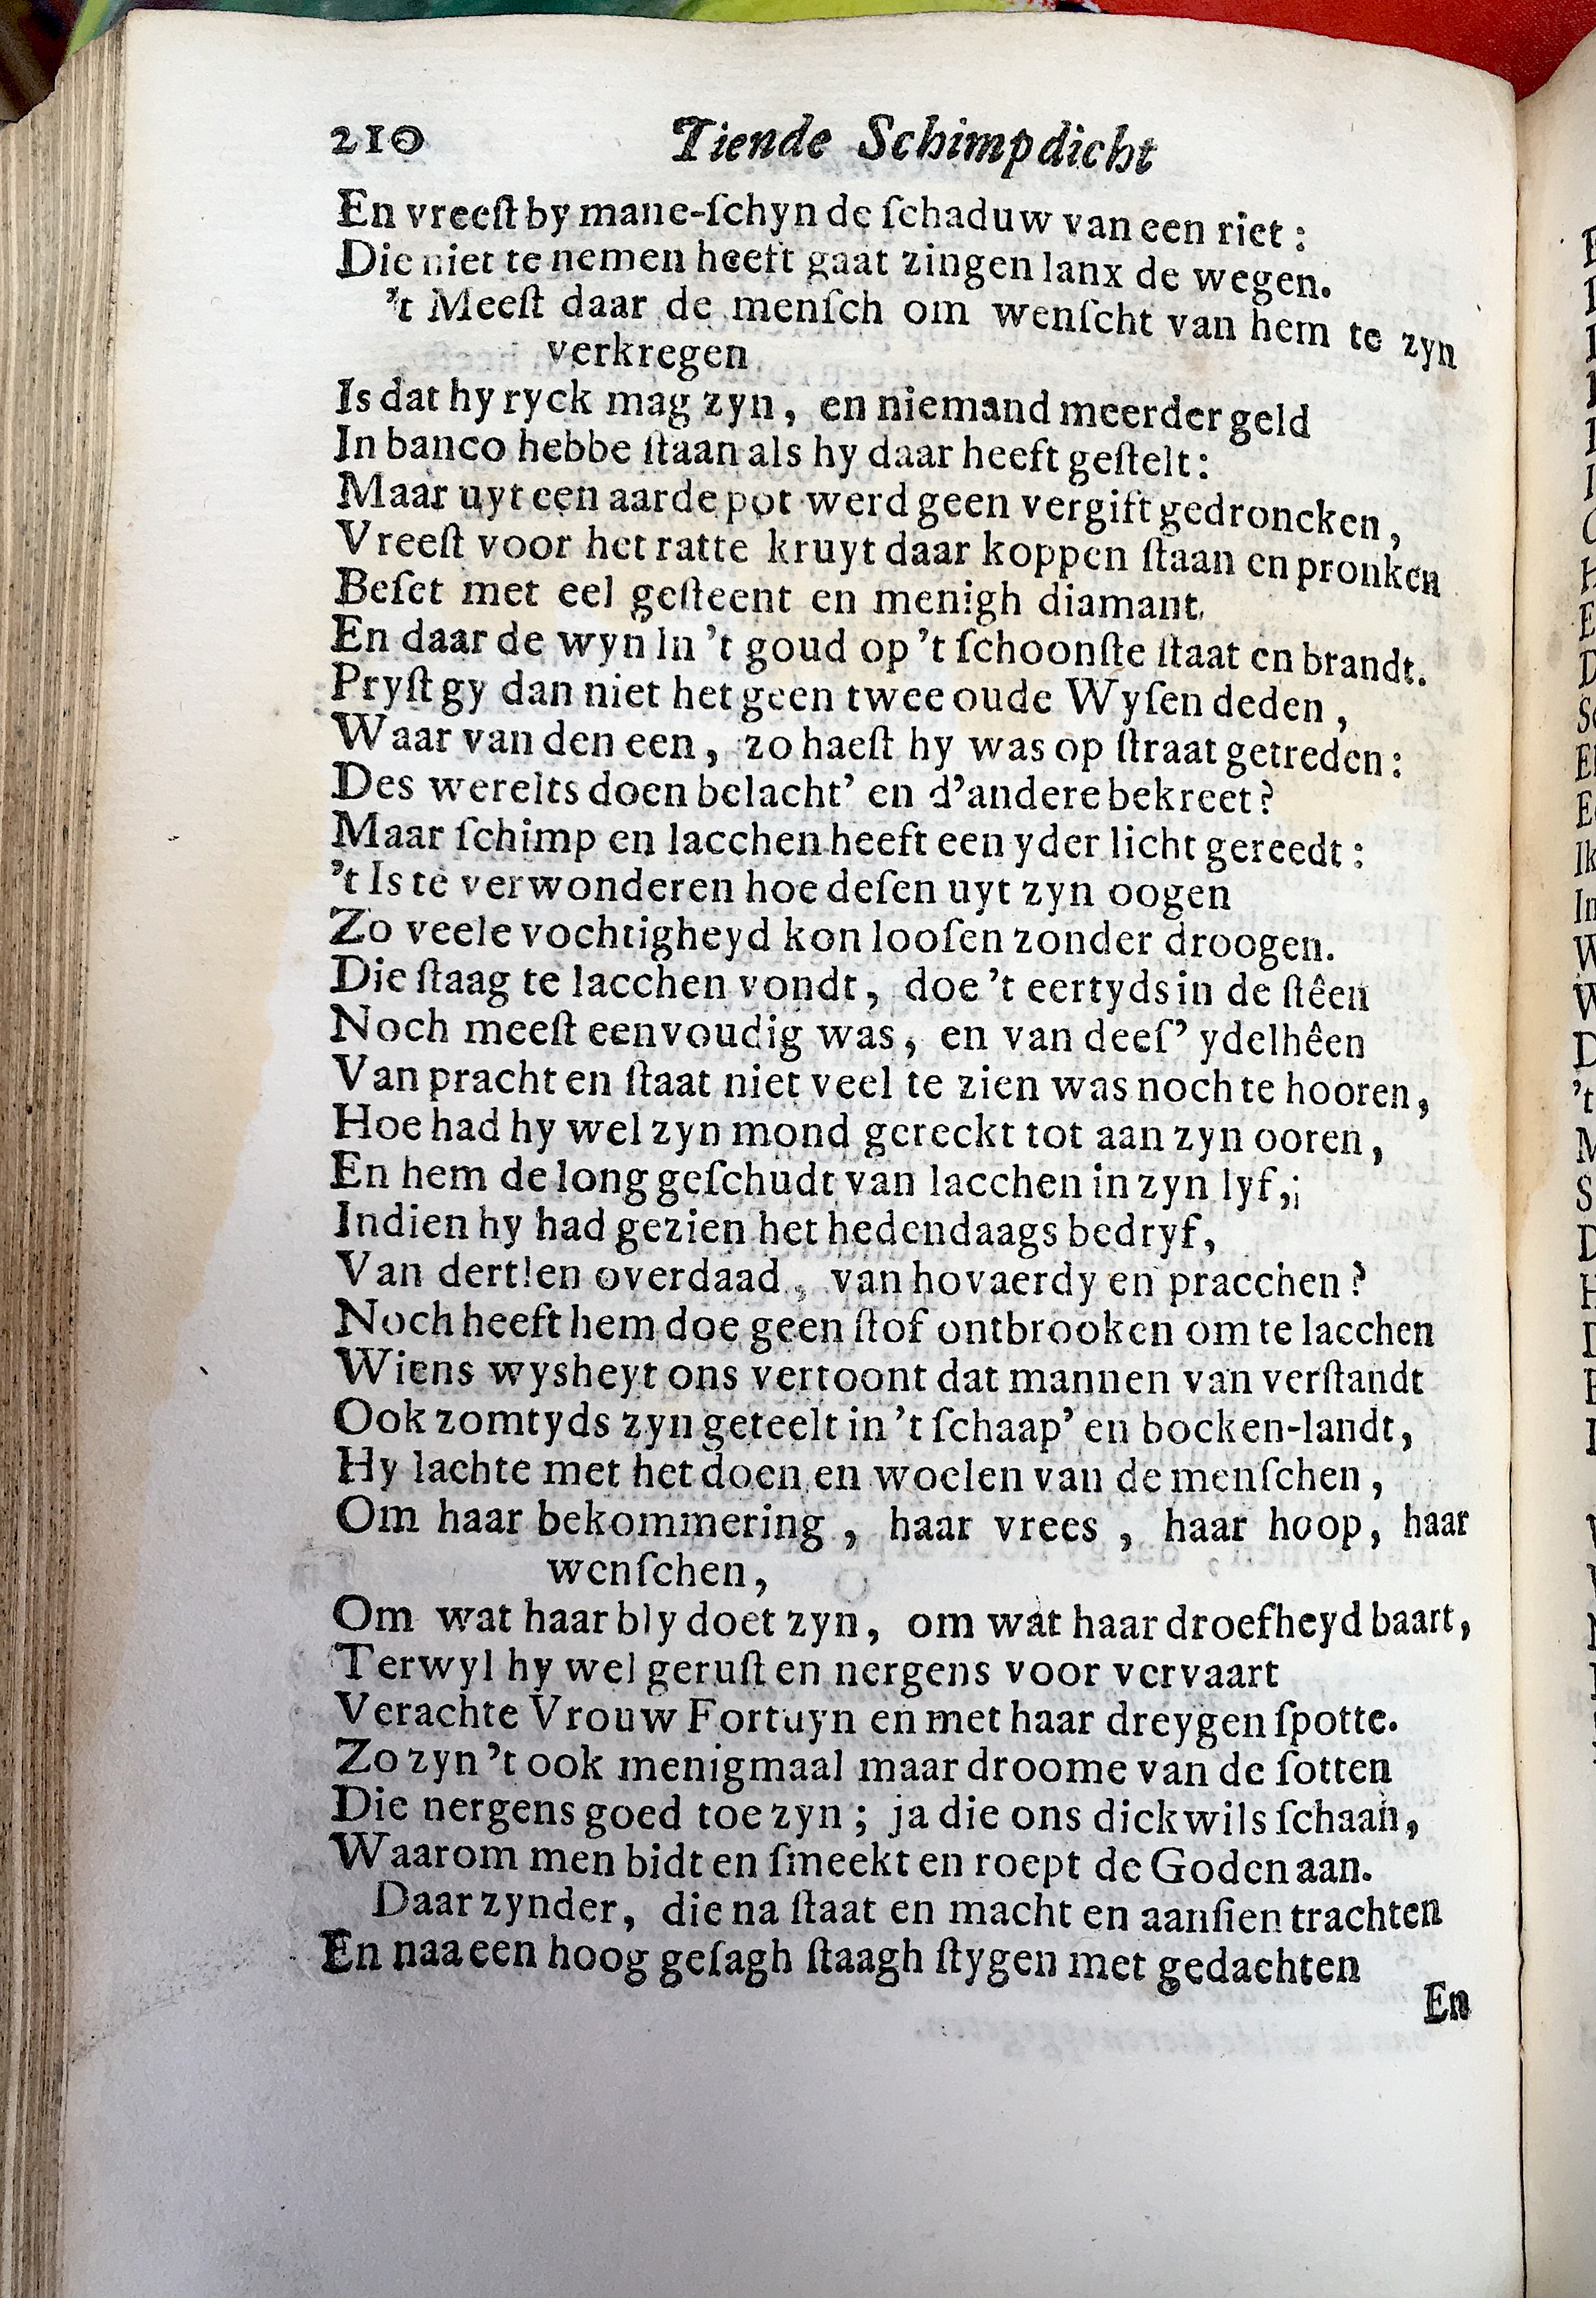 210 Tiende Schimpdicht
En vreeſt by mane-ſchyn de ſchaduw van een riet :
Die niet te nemen heeft gaat zingen lanx de wegen.
't Meeſt daar de menſch om wenſcht van hem te zyn
verkregen
Is dat hy ryck mag zyn, en niemand meerder geld
In banco hebbe ſtaan als hy daar heeft geſtelt :
Maar uyt een aarde pot werd geen vergift gedroncken,
Vreeſt voor het ratte kruyt daar koppen ſtaan en pronken
Beſet met eel geſteent en menigh diamant.
En daar de wyn in 't goud op 't ſchoonſte ſtaat en brandt.
Pryſt gy dan niet het geen twee oude Wyſen deden,
Waar van den een, zo haeſt hy was op ſtraat getreden :
Des werelts doen belacht' en d'andere bekreet ?
Maar ſchimp en lacchen heeft een yder licht gereedt :
't Is te verwonderen hoe deſen uyt zyn oogen
Zo veele vochtigheyd kon looſen zonder droogen.
Die ſtaag te lacchen vondt, doe 't eertyds in de ſtêen
Noch meeſt eenvoudig was, en van deeſ' ydelhêen
Van pracht en ſtaat niet veel te zien was noch te hooren,
Hoe had hy wel zyn mond gereckt tot aan zyn ooren,
En hem de long geſchudt van lacchen in zyn lyf,;
Indien hy had gezien het hedendaags bedryf,
Van dertlen overdaad, van hovaerdy en pracchen ?
Noch heeft hem doe geen ſtof ontbrooken om te lacchen
Wiens wysheyt ons vertoont dat mannen van verſtandt
Ook zomtyds zyn geteelt in 't ſchaap' en bocken-landt,
Hy lachte met het doen en woelen van de menſchen,
Om haar bekommering, haar vrees, haar hoop, haar
wenſchen,
Om wat haar bly doet zyn, om wat haar droefheyd baart,
Terwyl hy wel geruſt en nergens voor vervaart
Verachte Vrouw Fortuyn en met haar dreygen ſpotte.
Zo zyn 't ook menigmaal maar droome van de ſotten
Die nergens goed toe zyn ; ja die ons dickwils ſchaan,
Waarom men bidt en ſmeekt en roept de Goden aan.
Daar zynder, die na ſtaat en macht en aanſien trachten
En naa een hoog geſagh ſtaagh ſtygen met gedachten
En